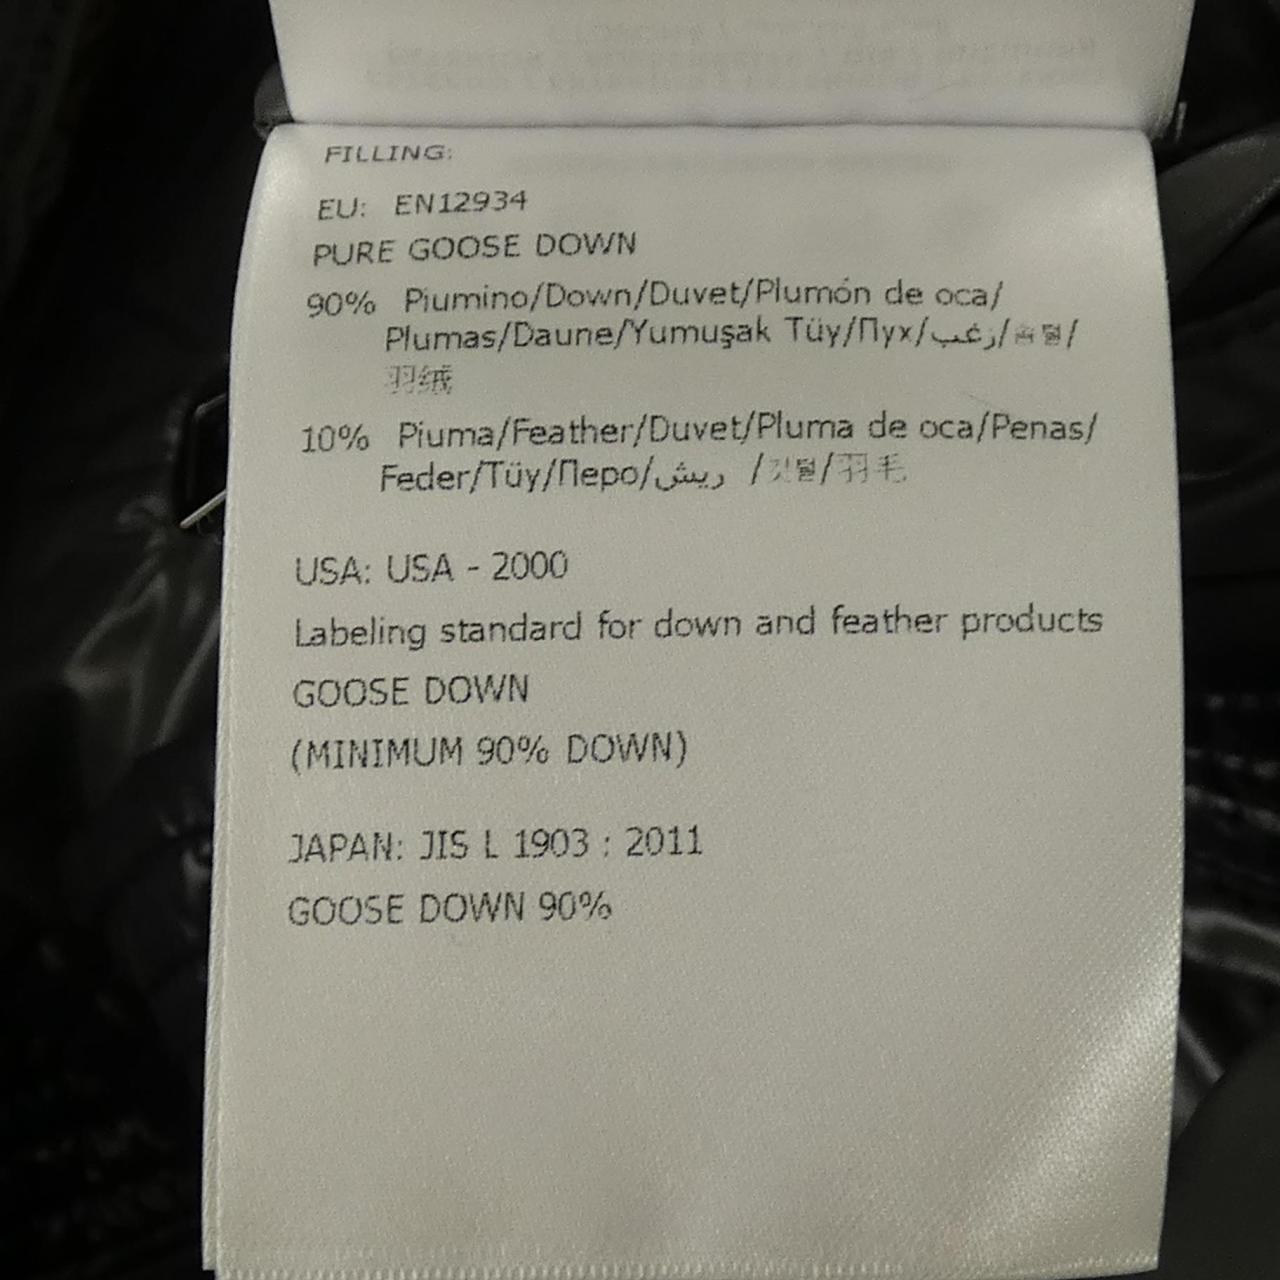 FILLING:
EU: EN12934
PURE GOOSE DOWN
90% Piumino/Down/Duvet/Plumón de oca/
Plumas/Daune/Yumuşak Tüy/Пух/زغب/솜털/
羽绒
10% Piuma/Feather/Duvet/Pluma de oca/Penas/
Feder/Tüy/Перо/ريش /깃털/羽毛
USA: USA - 2000
Labeling standard for down and feather products
GOOSE DOWN
(MINIMUM 90% DOWN)
JAPAN: JIS L 1903 : 2011
GOOSE DOWN 90%